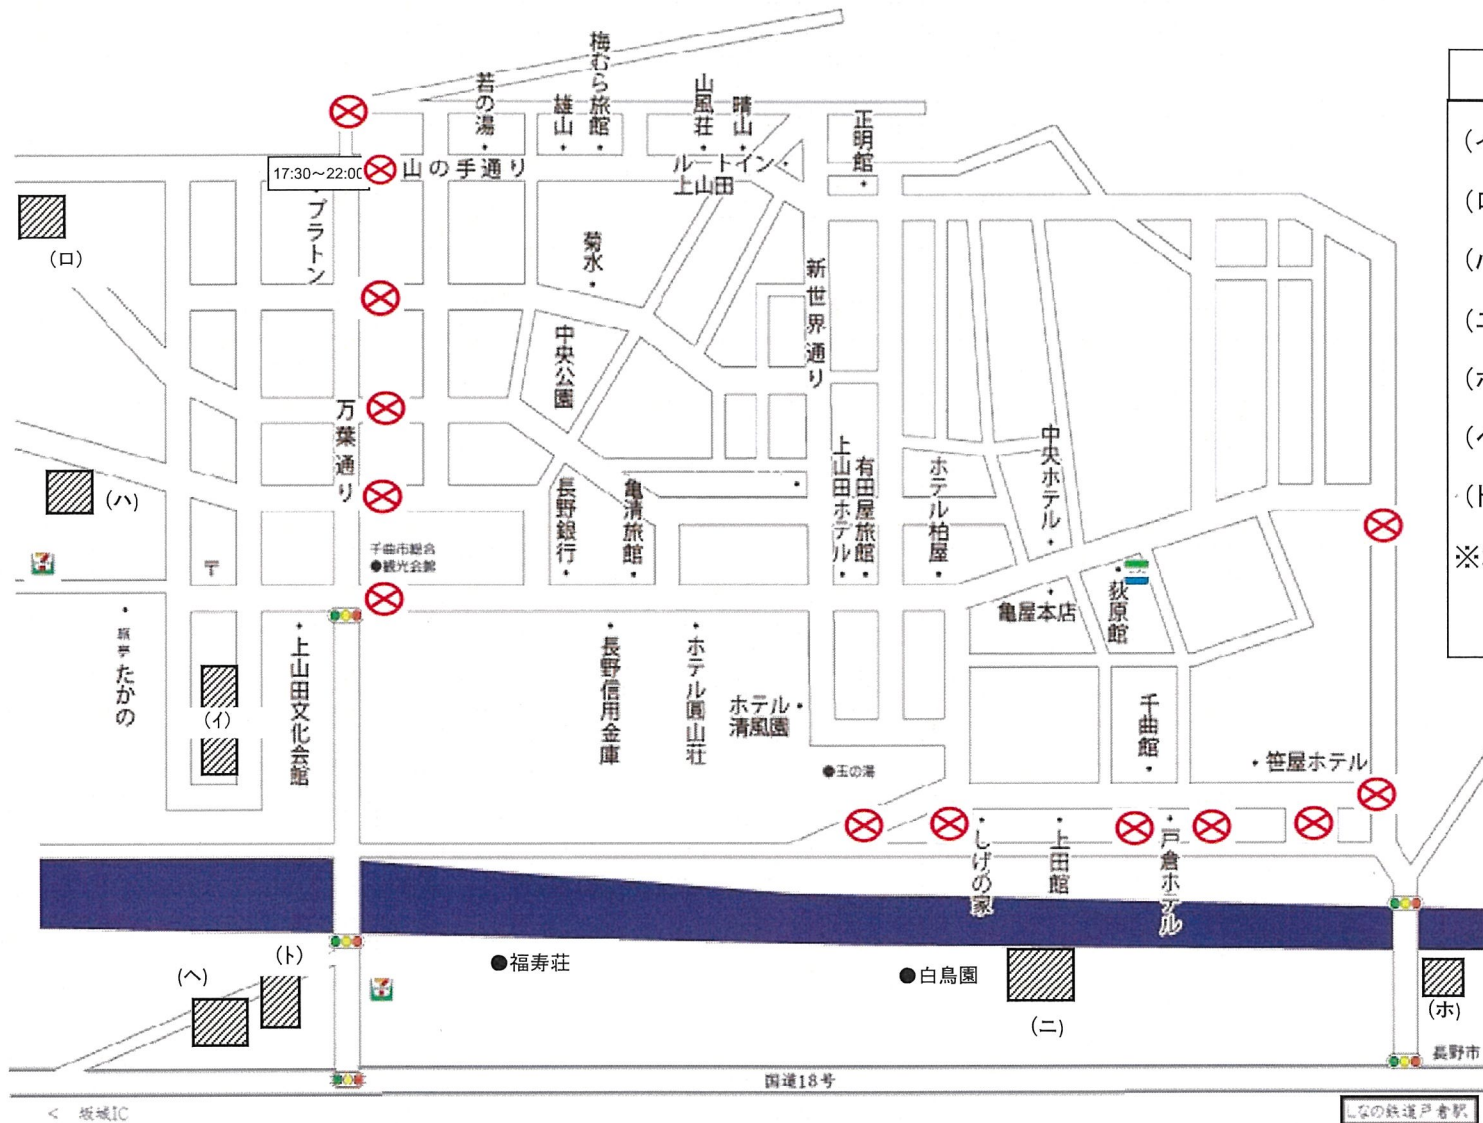 梅むら旅館
若の湯
雄山
山風荘
晴山
正明館
17:30～22:00
山の手通り
ルートイン
上山田
プラトン
(ロ)
菊水
新世界通り
中央公園
万葉通り
(ハ)
長野銀行
亀清旅館
上山田ホテル
有田屋旅館
ホテル柏屋
中央ホテル
千曲市総合
●観光会館
〒
亀屋本店
荻原館
たかの
(イ)
上山田文化会館
長野信用金庫
ホテル圓山荘
ホテル
清風園
●玉の湯
千曲館
笹屋ホテル
しげの家
上田館
戸倉ホテル
(ヘ)
(ト)
●福寿荘
●白鳥園
(ニ)
(ホ)
長野市
国道18号
< 坂城IC
しなの鉄道戸倉駅
※